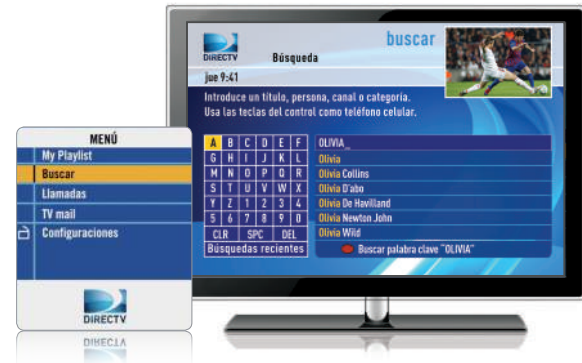 MENÚ
My Playlist
Buscar
Llamadas
TV mail
Configuraciones
DIRECTV
DIRECTV
Búsqueda
buscar
jue 9:41
Introduce un título, persona, canal o categoría.
Usa las teclas del control como teléfono celular.
A B C D E F
G H I J K L
M N O P Q R
S T U V W X
Y Z 1 2 3 4
5 6 7 8 9 0
CLR SPC DEL
Búsquedas recientes
OLIVIA_
Olivia
Olivia Collins
Olivia D'abo
Olivia De Havilland
Olivia Newton John
Olivia Wild
Buscar palabra clave "OLIVIA"